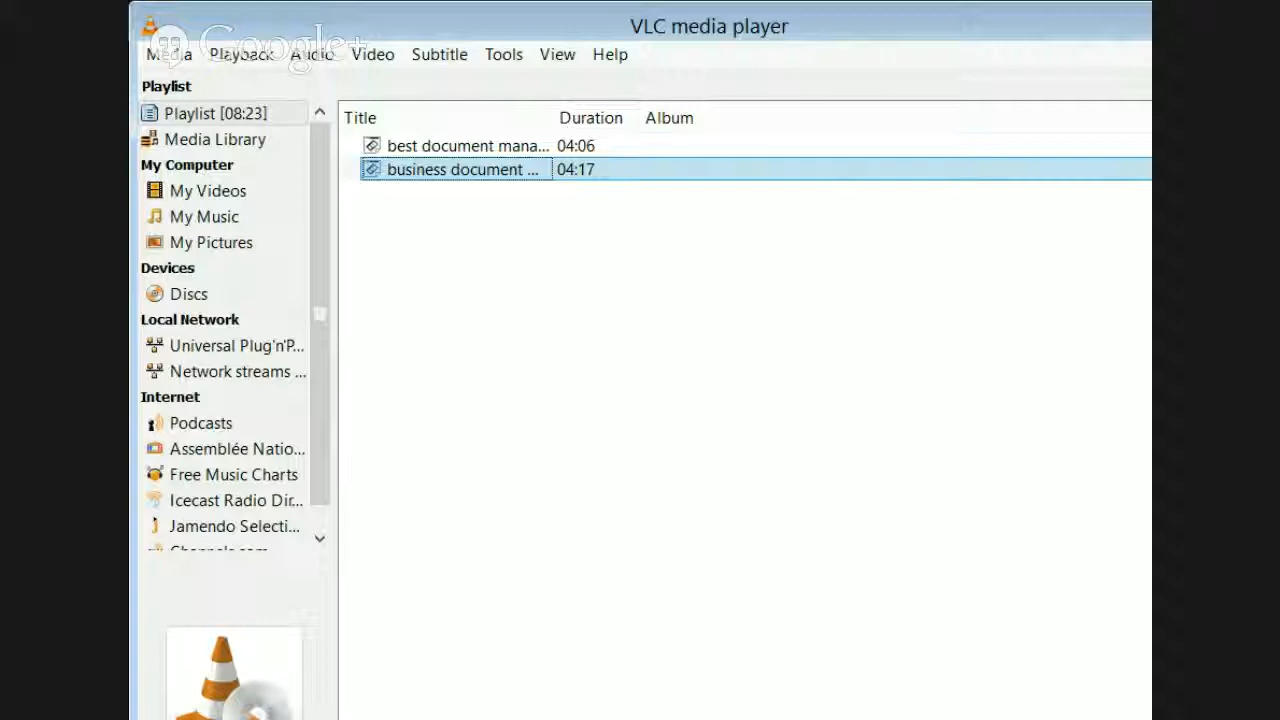 VLC media player
Google+
Media Playback Audio Video Subtitle Tools View Help
Playlist
Playlist [08:23]
Media Library
My Computer
My Videos
My Music
My Pictures
Devices
Discs
Local Network
Universal Plug'n'P...
Network streams ...
Internet
Podcasts
Assemblée Natio...
Free Music Charts
Icecast Radio Dir...
Jamendo Selecti...
Title Duration Album
best document mana... 04:06
business document ... 04:17